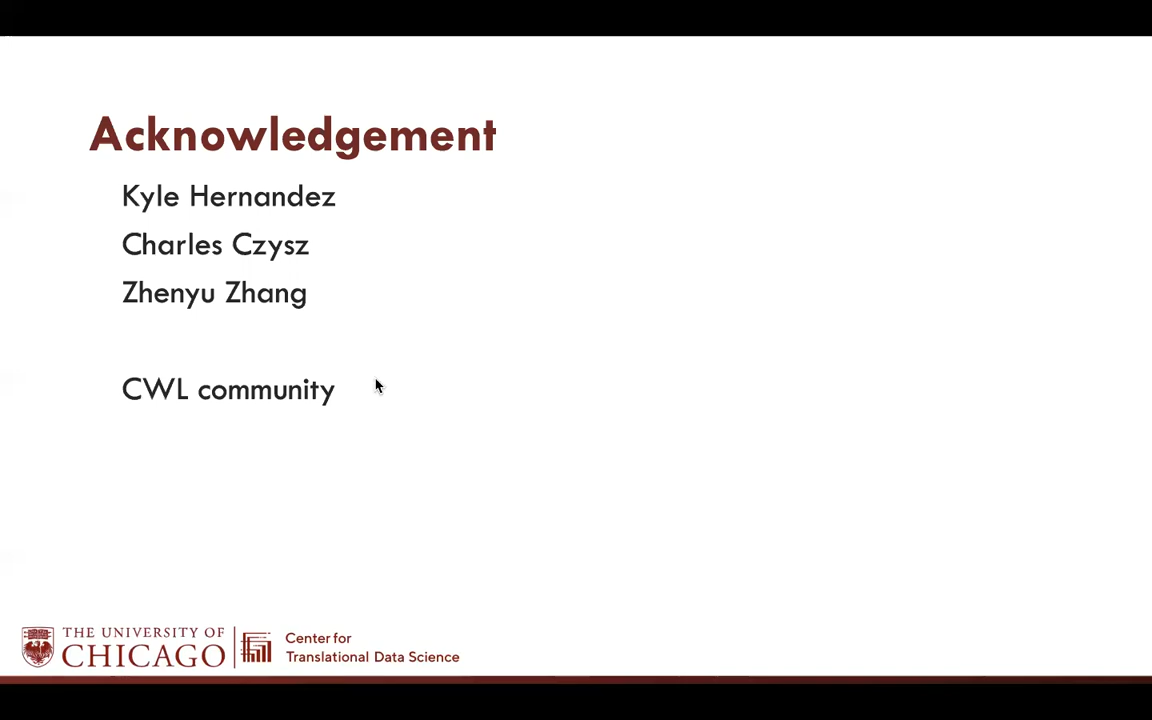 Acknowledgement
Kyle Hernandez
Charles Czysz
Zhenyu Zhang
CWL community
THE UNIVERSITY OF
CHICAGO
Center for
Translational Data Science